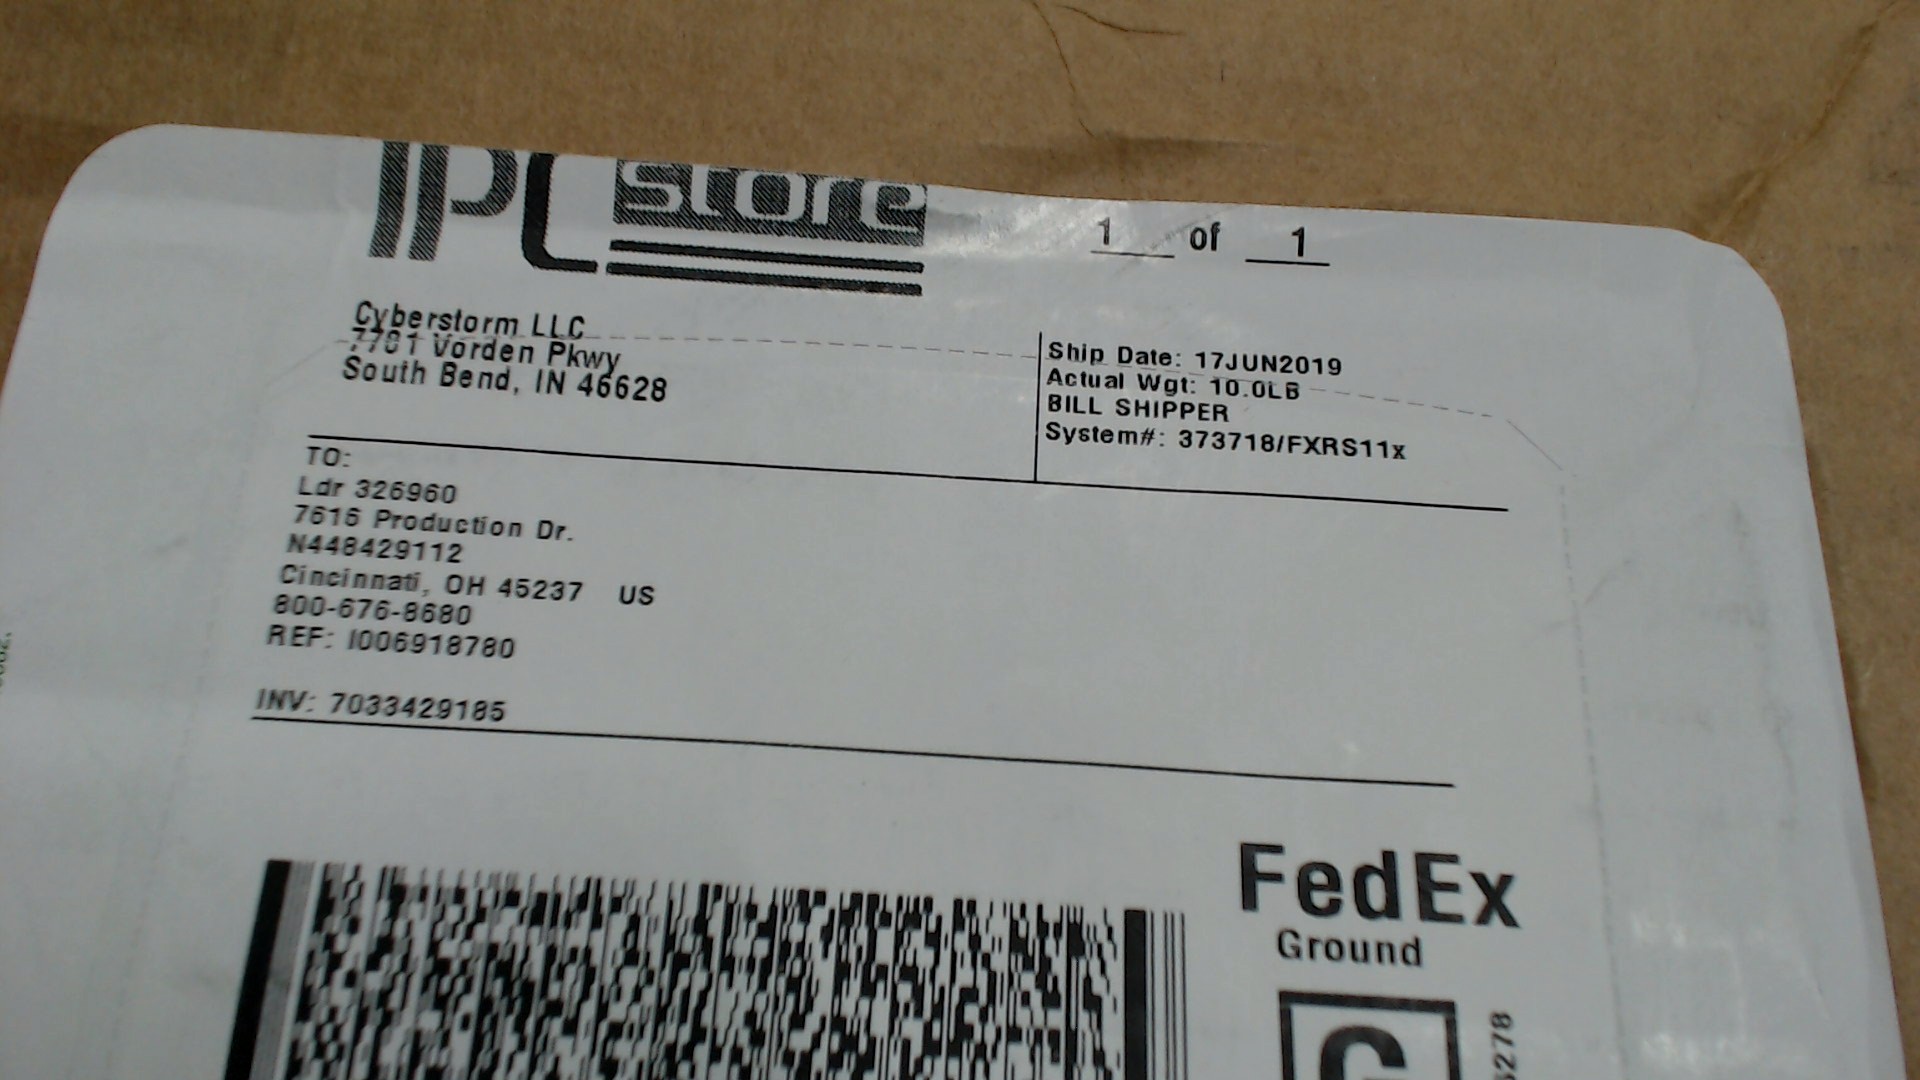 IPC store
1 of 1
Cyberstorm LLC
7701 Vorden Pkwy
South Bend, IN 46628
Ship Date: 17JUN2019
Actual Wgt: 10.0LB
BILL SHIPPER
System#: 373718/FXRS11x
TO:
Ldr 326960
7616 Production Dr.
N448429112
Cincinnati, OH 45237 US
800-676-8680
REF: I006918780
INV: 7033429185
FedEx
Ground
G